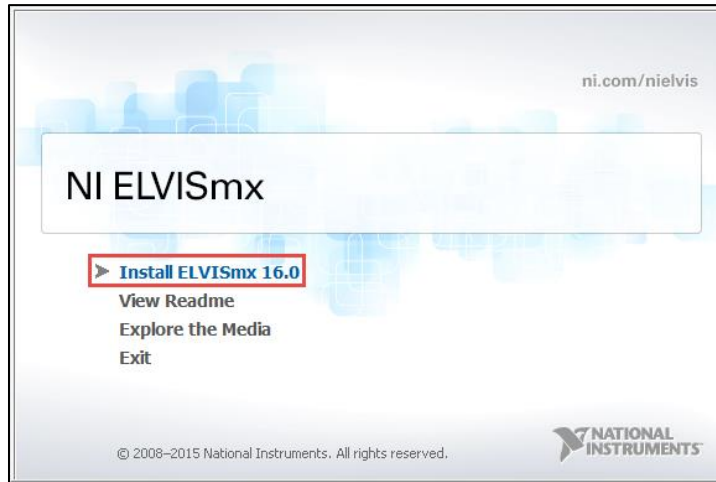 ni.com/nielvis
NI ELVISmx
Install ELVISmx 16.0
View Readme
Explore the Media
Exit
© 2008–2015 National Instruments. All rights reserved.
NATIONAL
INSTRUMENTS